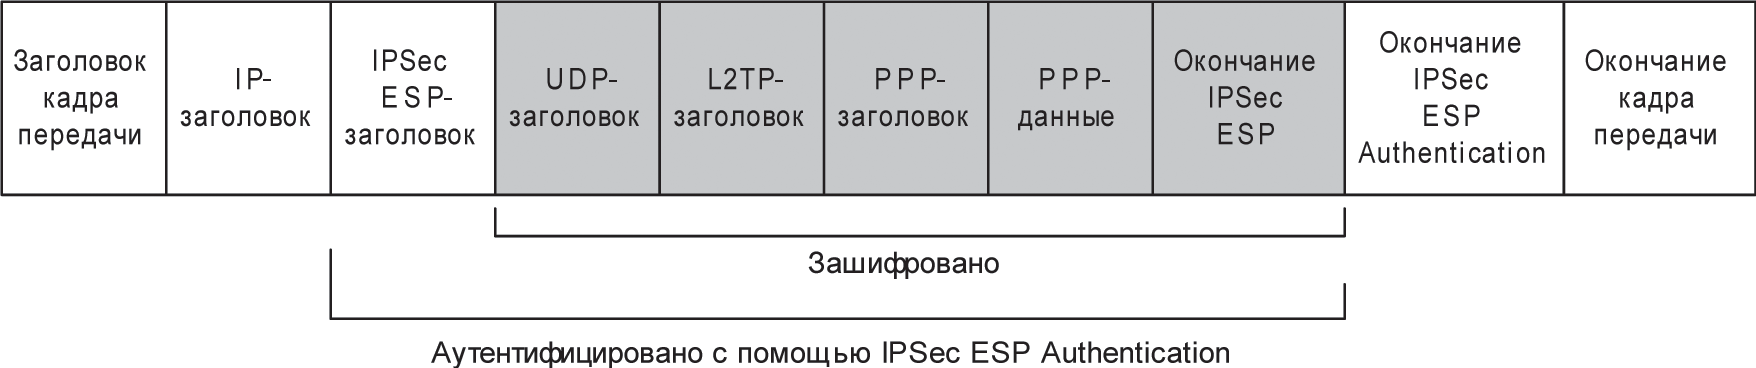 Заголовок
кадра
передачи
IP-
заголовок
IPSec
ESP-
заголовок
UDP-
заголовок
L2TP-
заголовок
PPP-
заголовок
PPP-
данные
Окончание
IPSec
ESP
Окончание
IPSec
ESP
Authentication
Окончание
кадра
передачи
Зашифровано
Аутентифицировано с помощью IPSec ESP Authentication